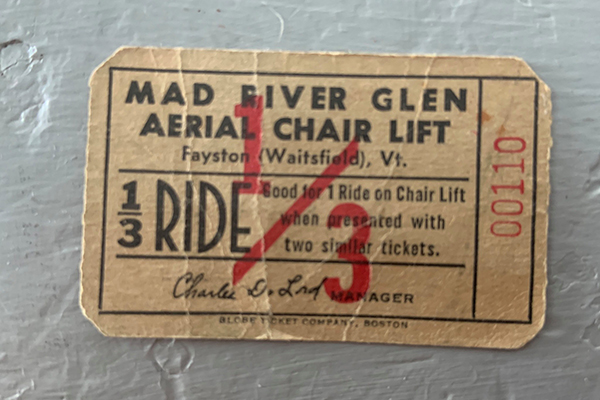 MAD RIVER GLEN
AERIAL CHAIR LIFT
Fayston (Waitsfield), Vt.
1/3 RIDE
Good for 1 Ride on Chair Lift
when presented with
two similar tickets.
1/3
Charles D. Lord MANAGER
GLOBE TICKET COMPANY, BOSTON
00110